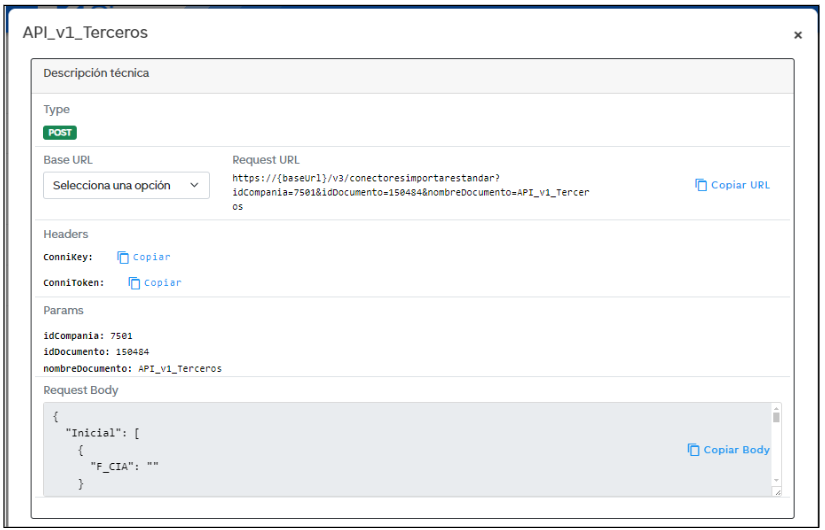 API_v1_Terceros
×
Descripción técnica
Type
POST
Base URL
Request URL
Selecciona una opción
https://{baseUrl}/v3/conectoresimportarestandar?
idCompania=7501&idDocumento=150484&nombreDocumento=API_v1_Tercer
os
Copiar URL
Headers
ConniKey: Copiar
ConniToken: Copiar
Params
idCompania: 7501
idDocumento: 150484
nombreDocumento: API_v1_Terceros
Request Body
{
"Inicial": [
{
"F_CIA": ""
}
Copiar Body